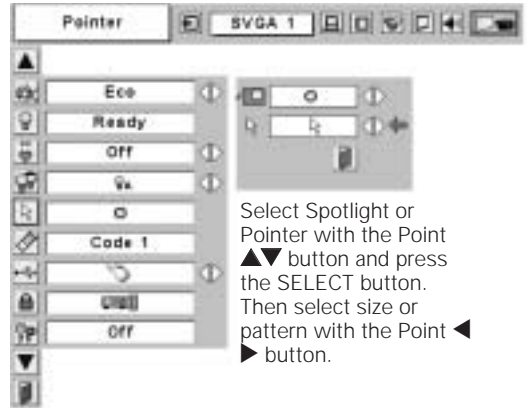 Pointer
SVGA 1
Eco
Ready
Off
Code 1
Off
Select Spotlight or
Pointer with the Point
▲▼ button and press
the SELECT button.
Then select size or
pattern with the Point ◀
▶ button.